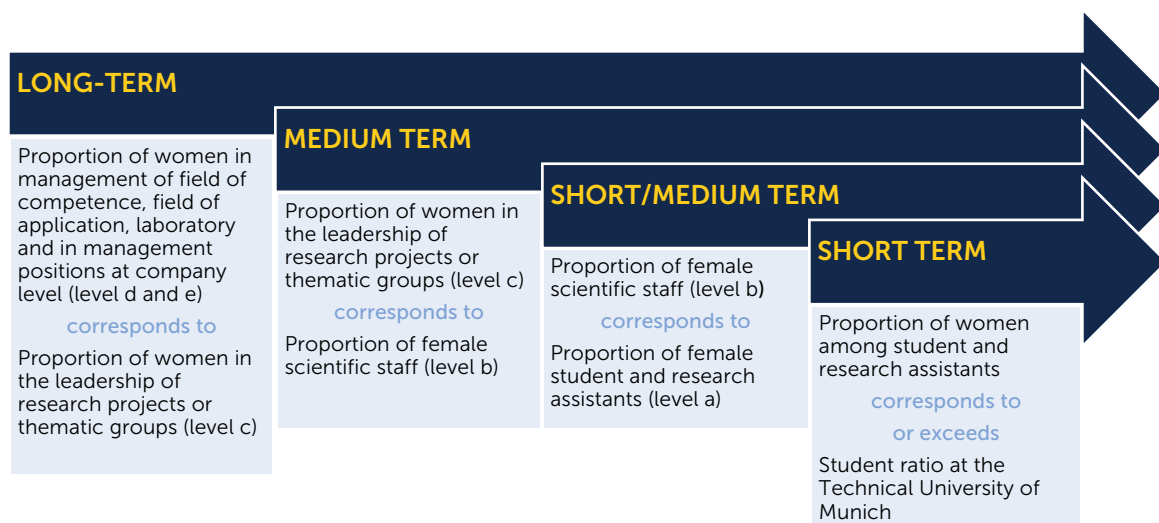 LONG-TERM
Proportion of women in
management of field of
competence, field of
application, laboratory
and in management
positions at company
level (level d and e)
corresponds to
Proportion of women in
the leadership of
research projects or
thematic groups (level c)
MEDIUM TERM
Proportion of women in
the leadership of
research projects or
thematic groups (level c)
corresponds to
Proportion of female
scientific staff (level b)
SHORT/MEDIUM TERM
Proportion of female
scientific staff (level b)
corresponds to
Proportion of female
student and research
assistants (level a)
SHORT TERM
Proportion of women
among student and
research assistants
corresponds to
or exceeds
Student ratio at the
Technical University of
Munich